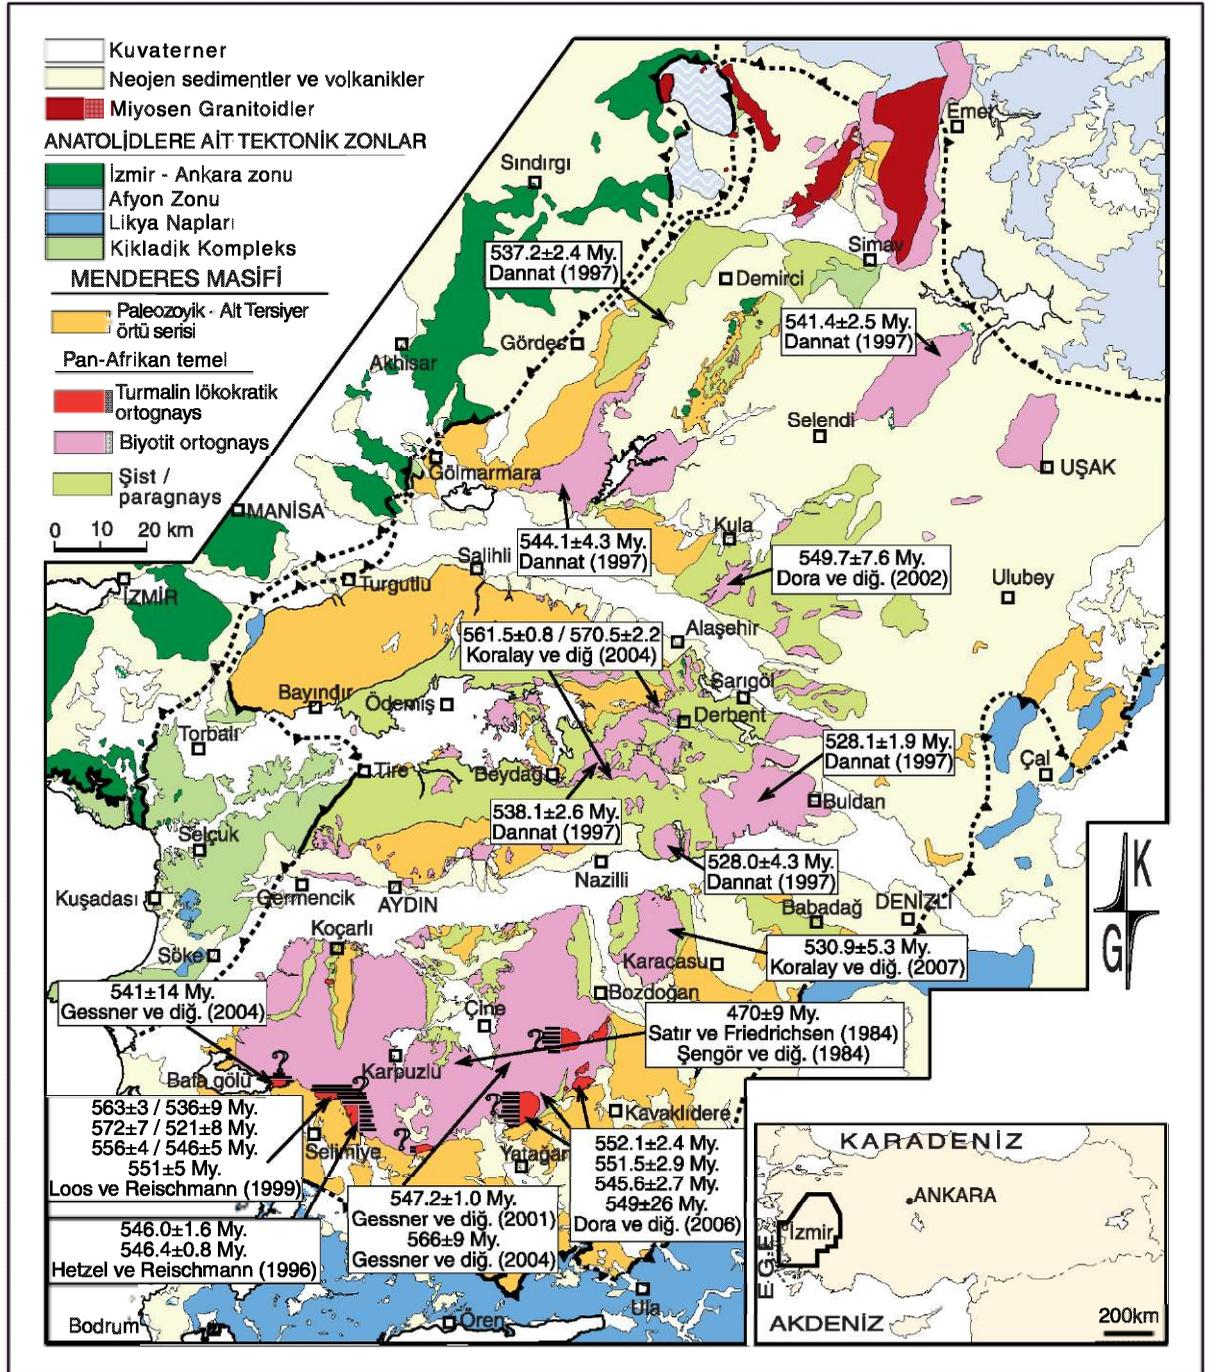 Kuvaterner
Neojen sedimentler ve volkanikler
Miyosen Granitoidler
ANATOLİDLERE AİT TEKTONİK ZONLAR
İzmir - Ankara zonu
Afyon Zonu
Likya Napları
Kikladik Kompleks
MENDERES MASİFİ
Paleozoyik - Alt Tersiyer
örtü serisi
Pan-Afrikan temel
Turmalin lökokratik
ortognays
Biyotit ortognays
Şist /
paragnays
0 10 20 km
Emet
Sındırgı
Simav
537.2±2.4 My.
Dannat (1997)
Demirci
541.4±2.5 My.
Dannat (1997)
Gördes
Akhisar
Selendi
UŞAK
Gölmarmara
MANİSA
544.1±4.3 My.
Dannat (1997)
Kula
549.7±7.6 My.
Dora ve diğ. (2002)
Salihli
Turgutlu
İZMİR
Ulubey
561.5±0.8 / 570.5±2.2
Koralay ve diğ (2004)
Alaşehir
Sarıgöl
Bayındır
Ödemiş
Derbent
Torbalı
528.1±1.9 My.
Dannat (1997)
Tire
Beydağ
Çal
Buldan
538.1±2.6 My.
Dannat (1997)
Selçuk
528.0±4.3 My.
Dannat (1997)
Nazilli
Kuşadası
Germencik
AYDIN
Babadağ
DENİZLİ
K
G
Koçarlı
530.9±5.3 My.
Koralay ve diğ. (2007)
Söke
Karacasu
Bozdoğan
541±14 My.
Gessner ve diğ. (2004)
Çine
470±9 My.
Satır ve Friedrichsen (1984)
Şengör ve diğ. (1984)
?
?
Karpuzlu
Bafa gölü
?
?
?
Kavaklıdere
563±3 / 536±9 My.
572±7 / 521±8 My.
556±4 / 546±5 My.
551±5 My.
Loos ve Reischmann (1999)
Selimiye
Yatağan
552.1±2.4 My.
551.5±2.9 My.
545.6±2.7 My.
549±26 My.
Dora ve diğ. (2006)
547.2±1.0 My.
Gessner ve diğ. (2001)
566±9 My.
Gessner ve diğ. (2004)
546.0±1.6 My.
546.4±0.8 My.
Hetzel ve Reischmann (1996)
Ula
Ören
Bodrum
KARADENİZ
ANKARA
İzmir
EGE
AKDENİZ
200km